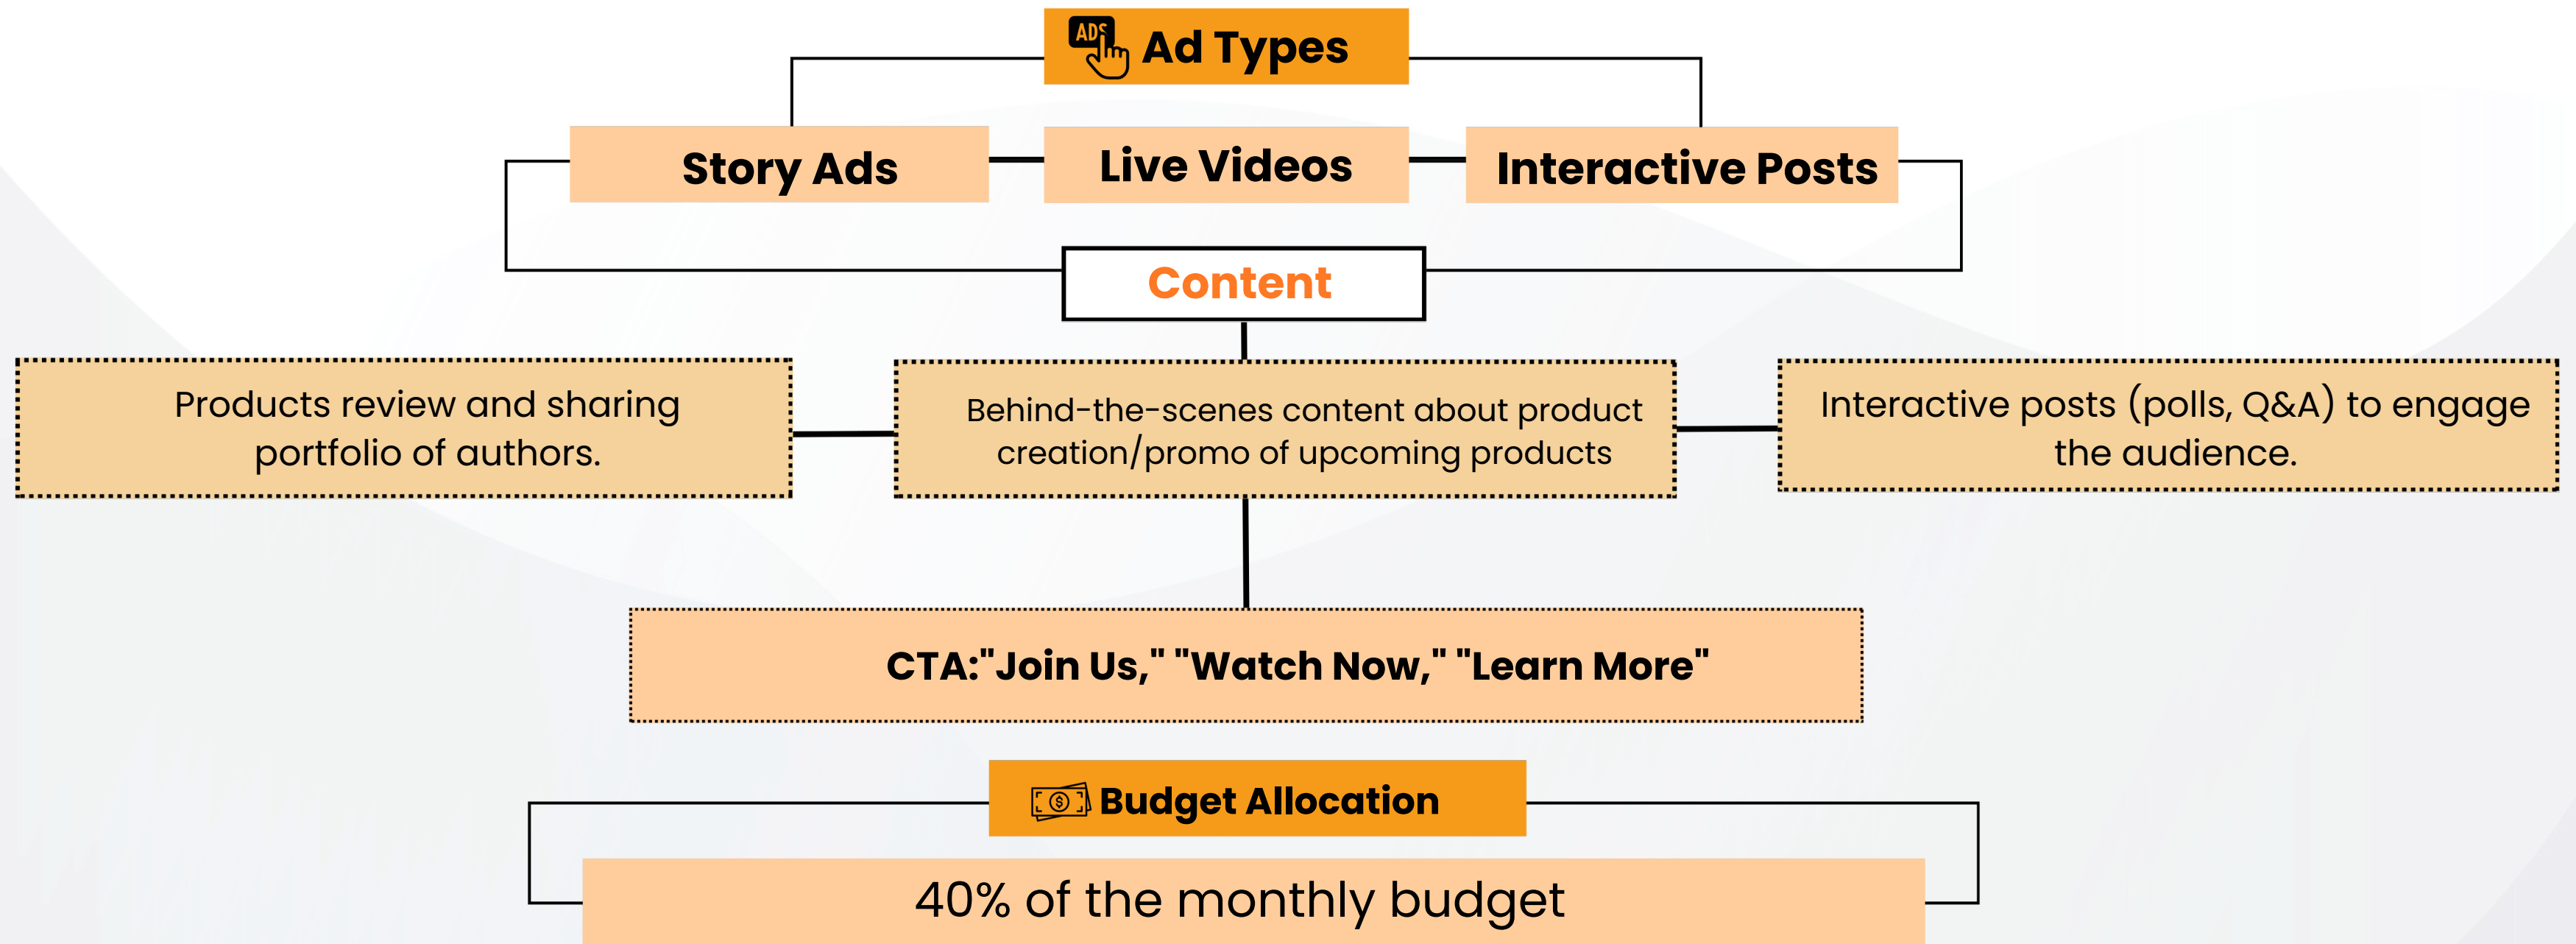 ADS
Ad Types
Story Ads
Live Videos
Interactive Posts
Content
Products review and sharing
portfolio of authors.
Behind-the-scenes content about product
creation/promo of upcoming products
Interactive posts (polls, Q&A) to engage
the audience.
CTA:"Join Us," "Watch Now," "Learn More"
$ Budget Allocation
40% of the monthly budget